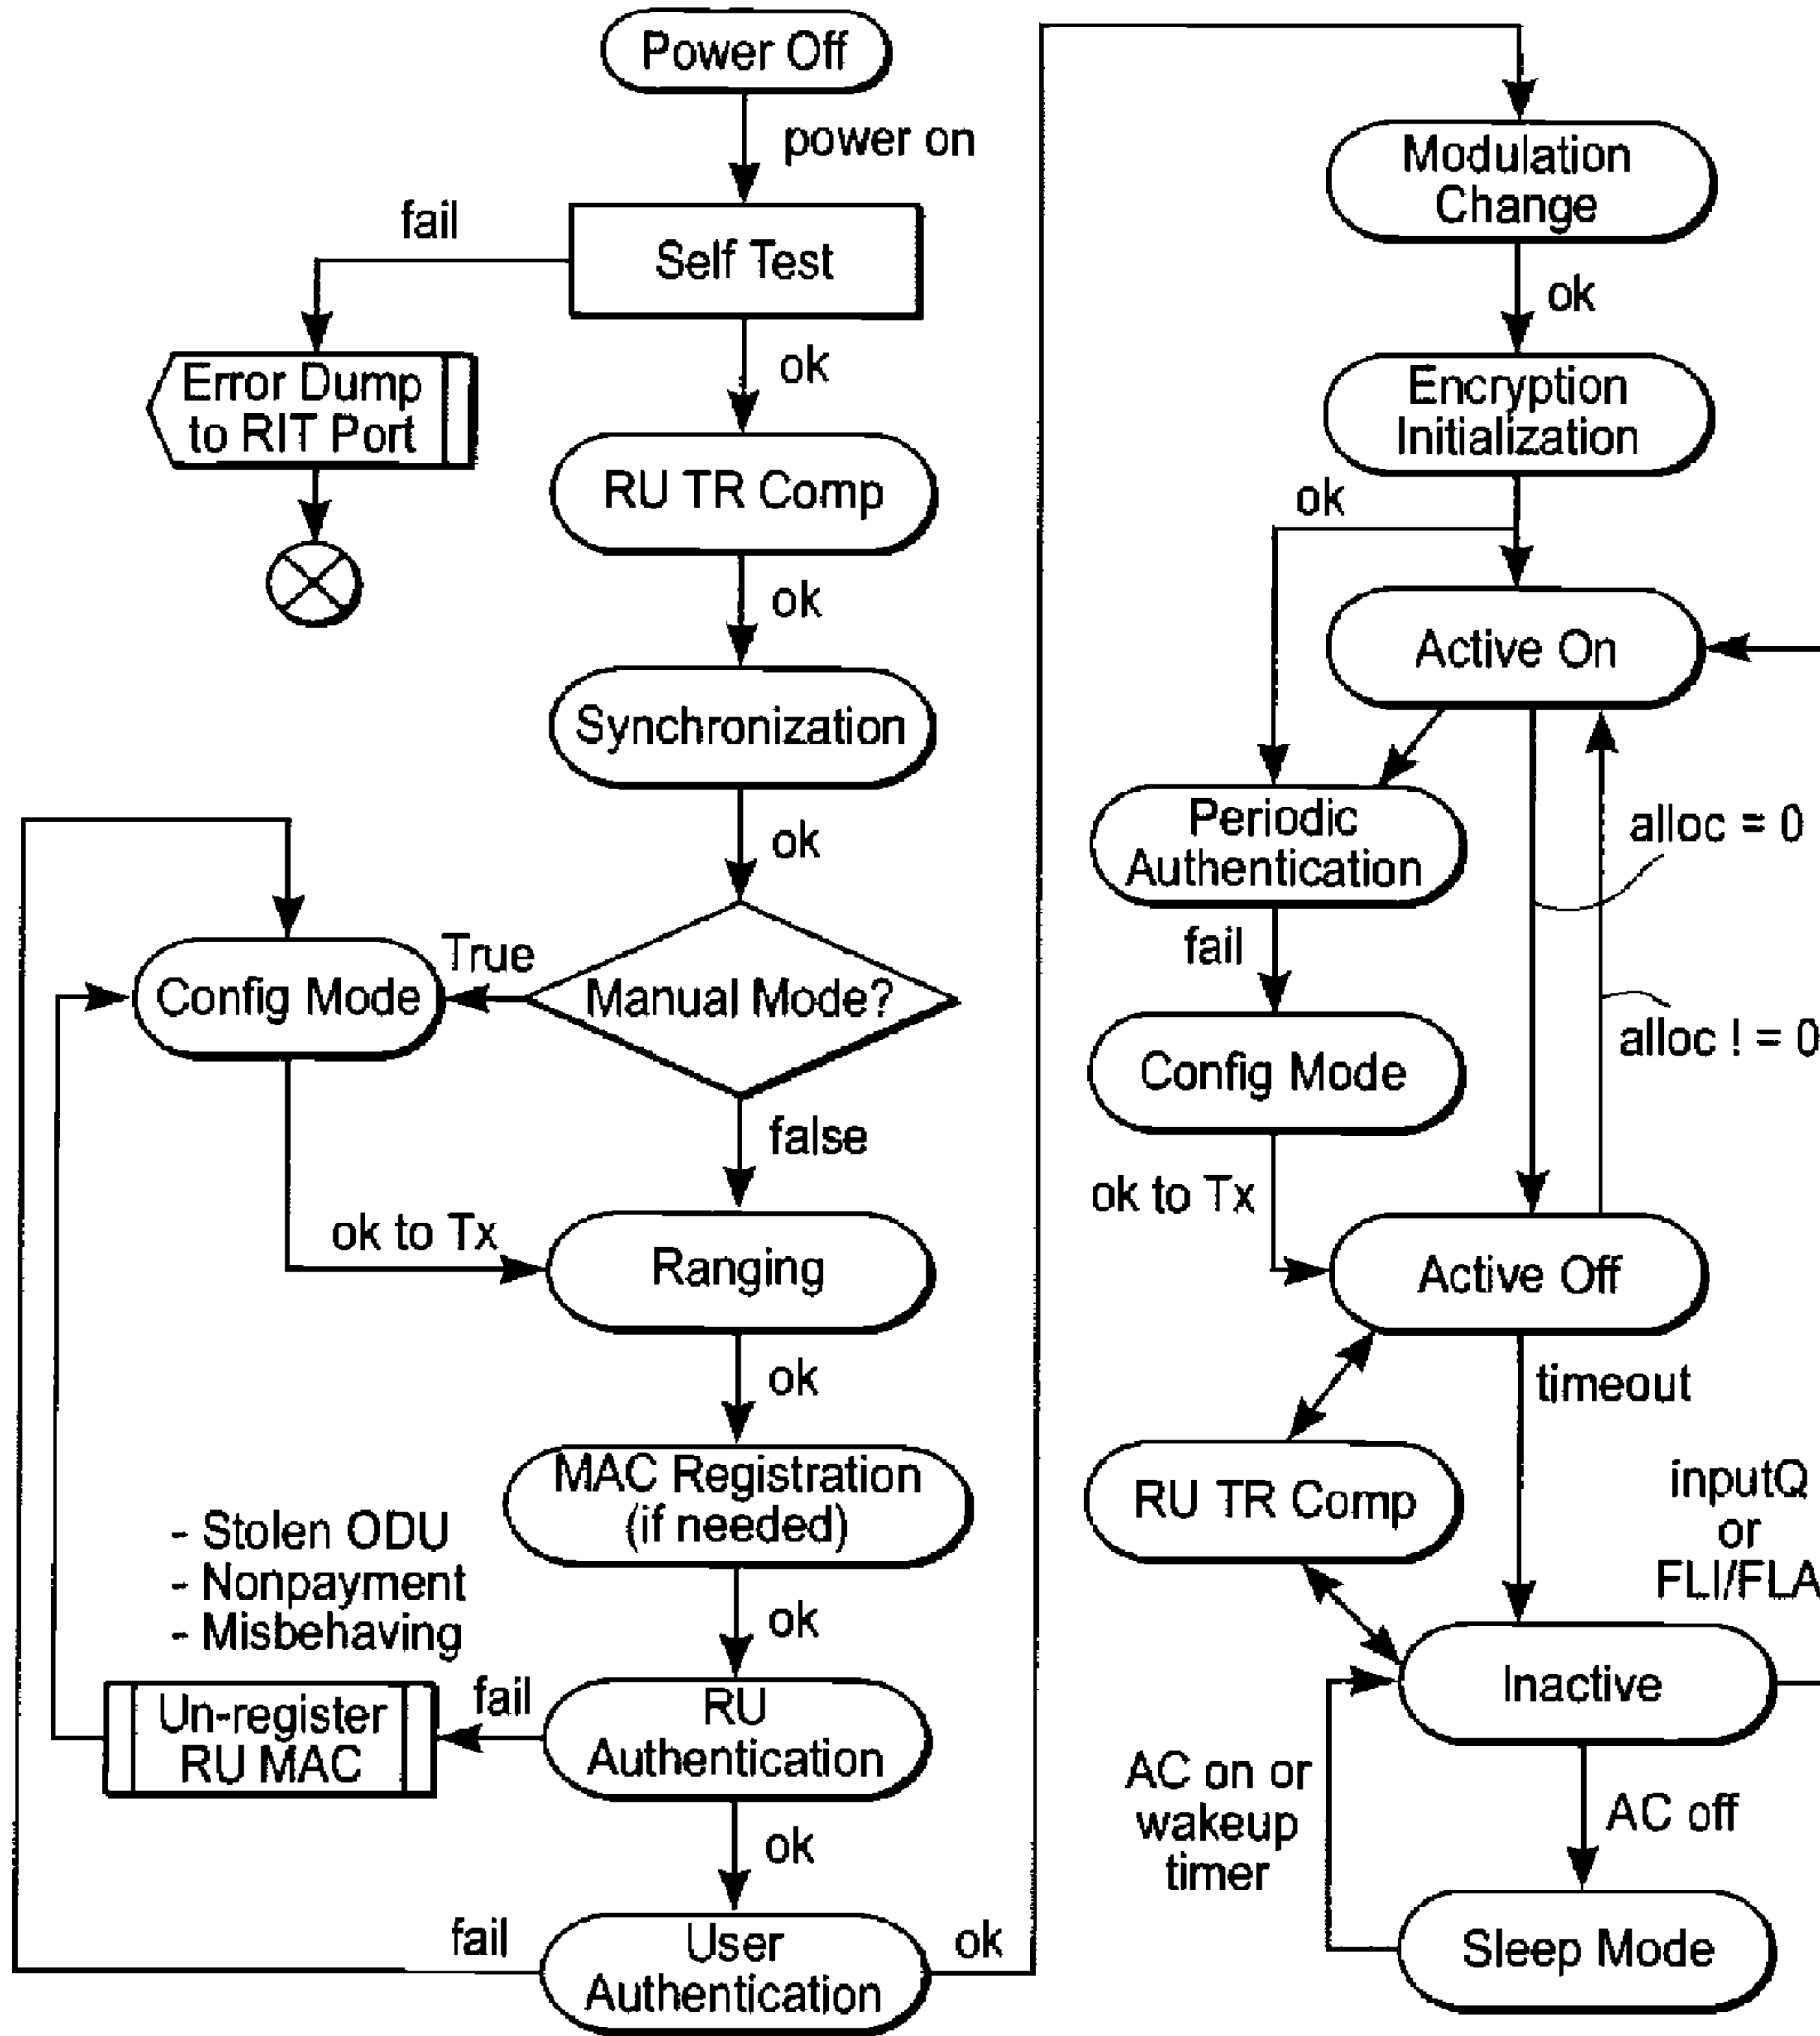 Power Off
power on
fail
Self Test
ok
Error Dump
to RIT Port
RU TR Comp
ok
Synchronization
ok
Config Mode
True
Manual Mode?
false
ok to Tx
Ranging
ok
MAC Registration
(if needed)
- Stolen ODU
- Nonpayment
- Misbehaving
ok
Un-register
RU MAC
fail
RU
Authentication
ok
fail
User
Authentication
ok
Modulation
Change
ok
Encryption
Initialization
ok
Active On
Periodic
Authentication
alloc = 0
fail
Config Mode
alloc ! = 0
ok to Tx
Active Off
timeout
RU TR Comp
inputQ
or
FLI/FLA
Inactive
AC on or
wakeup
timer
AC off
Sleep Mode